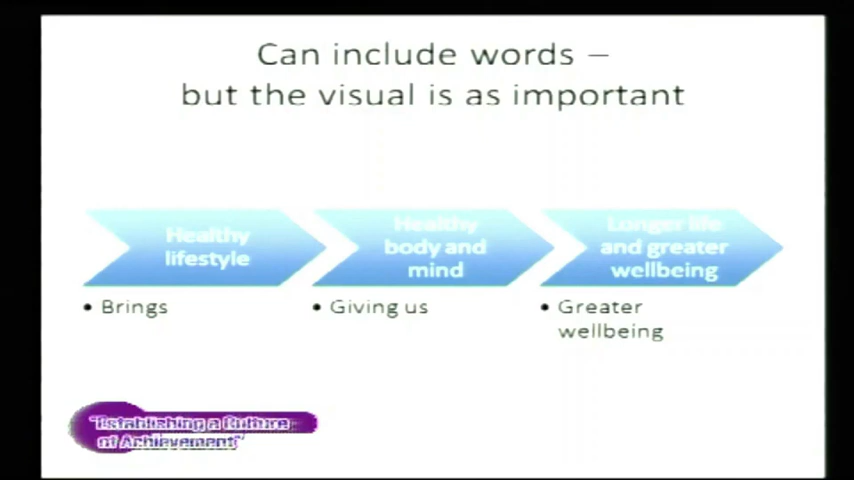 Can include words –
but the visual is as important
Healthy
lifestyle
Healthy
body and
mind
Longer life
and greater
wellbeing
• Brings
• Giving us
• Greater
wellbeing
"Establishing a Culture
of Achievement"